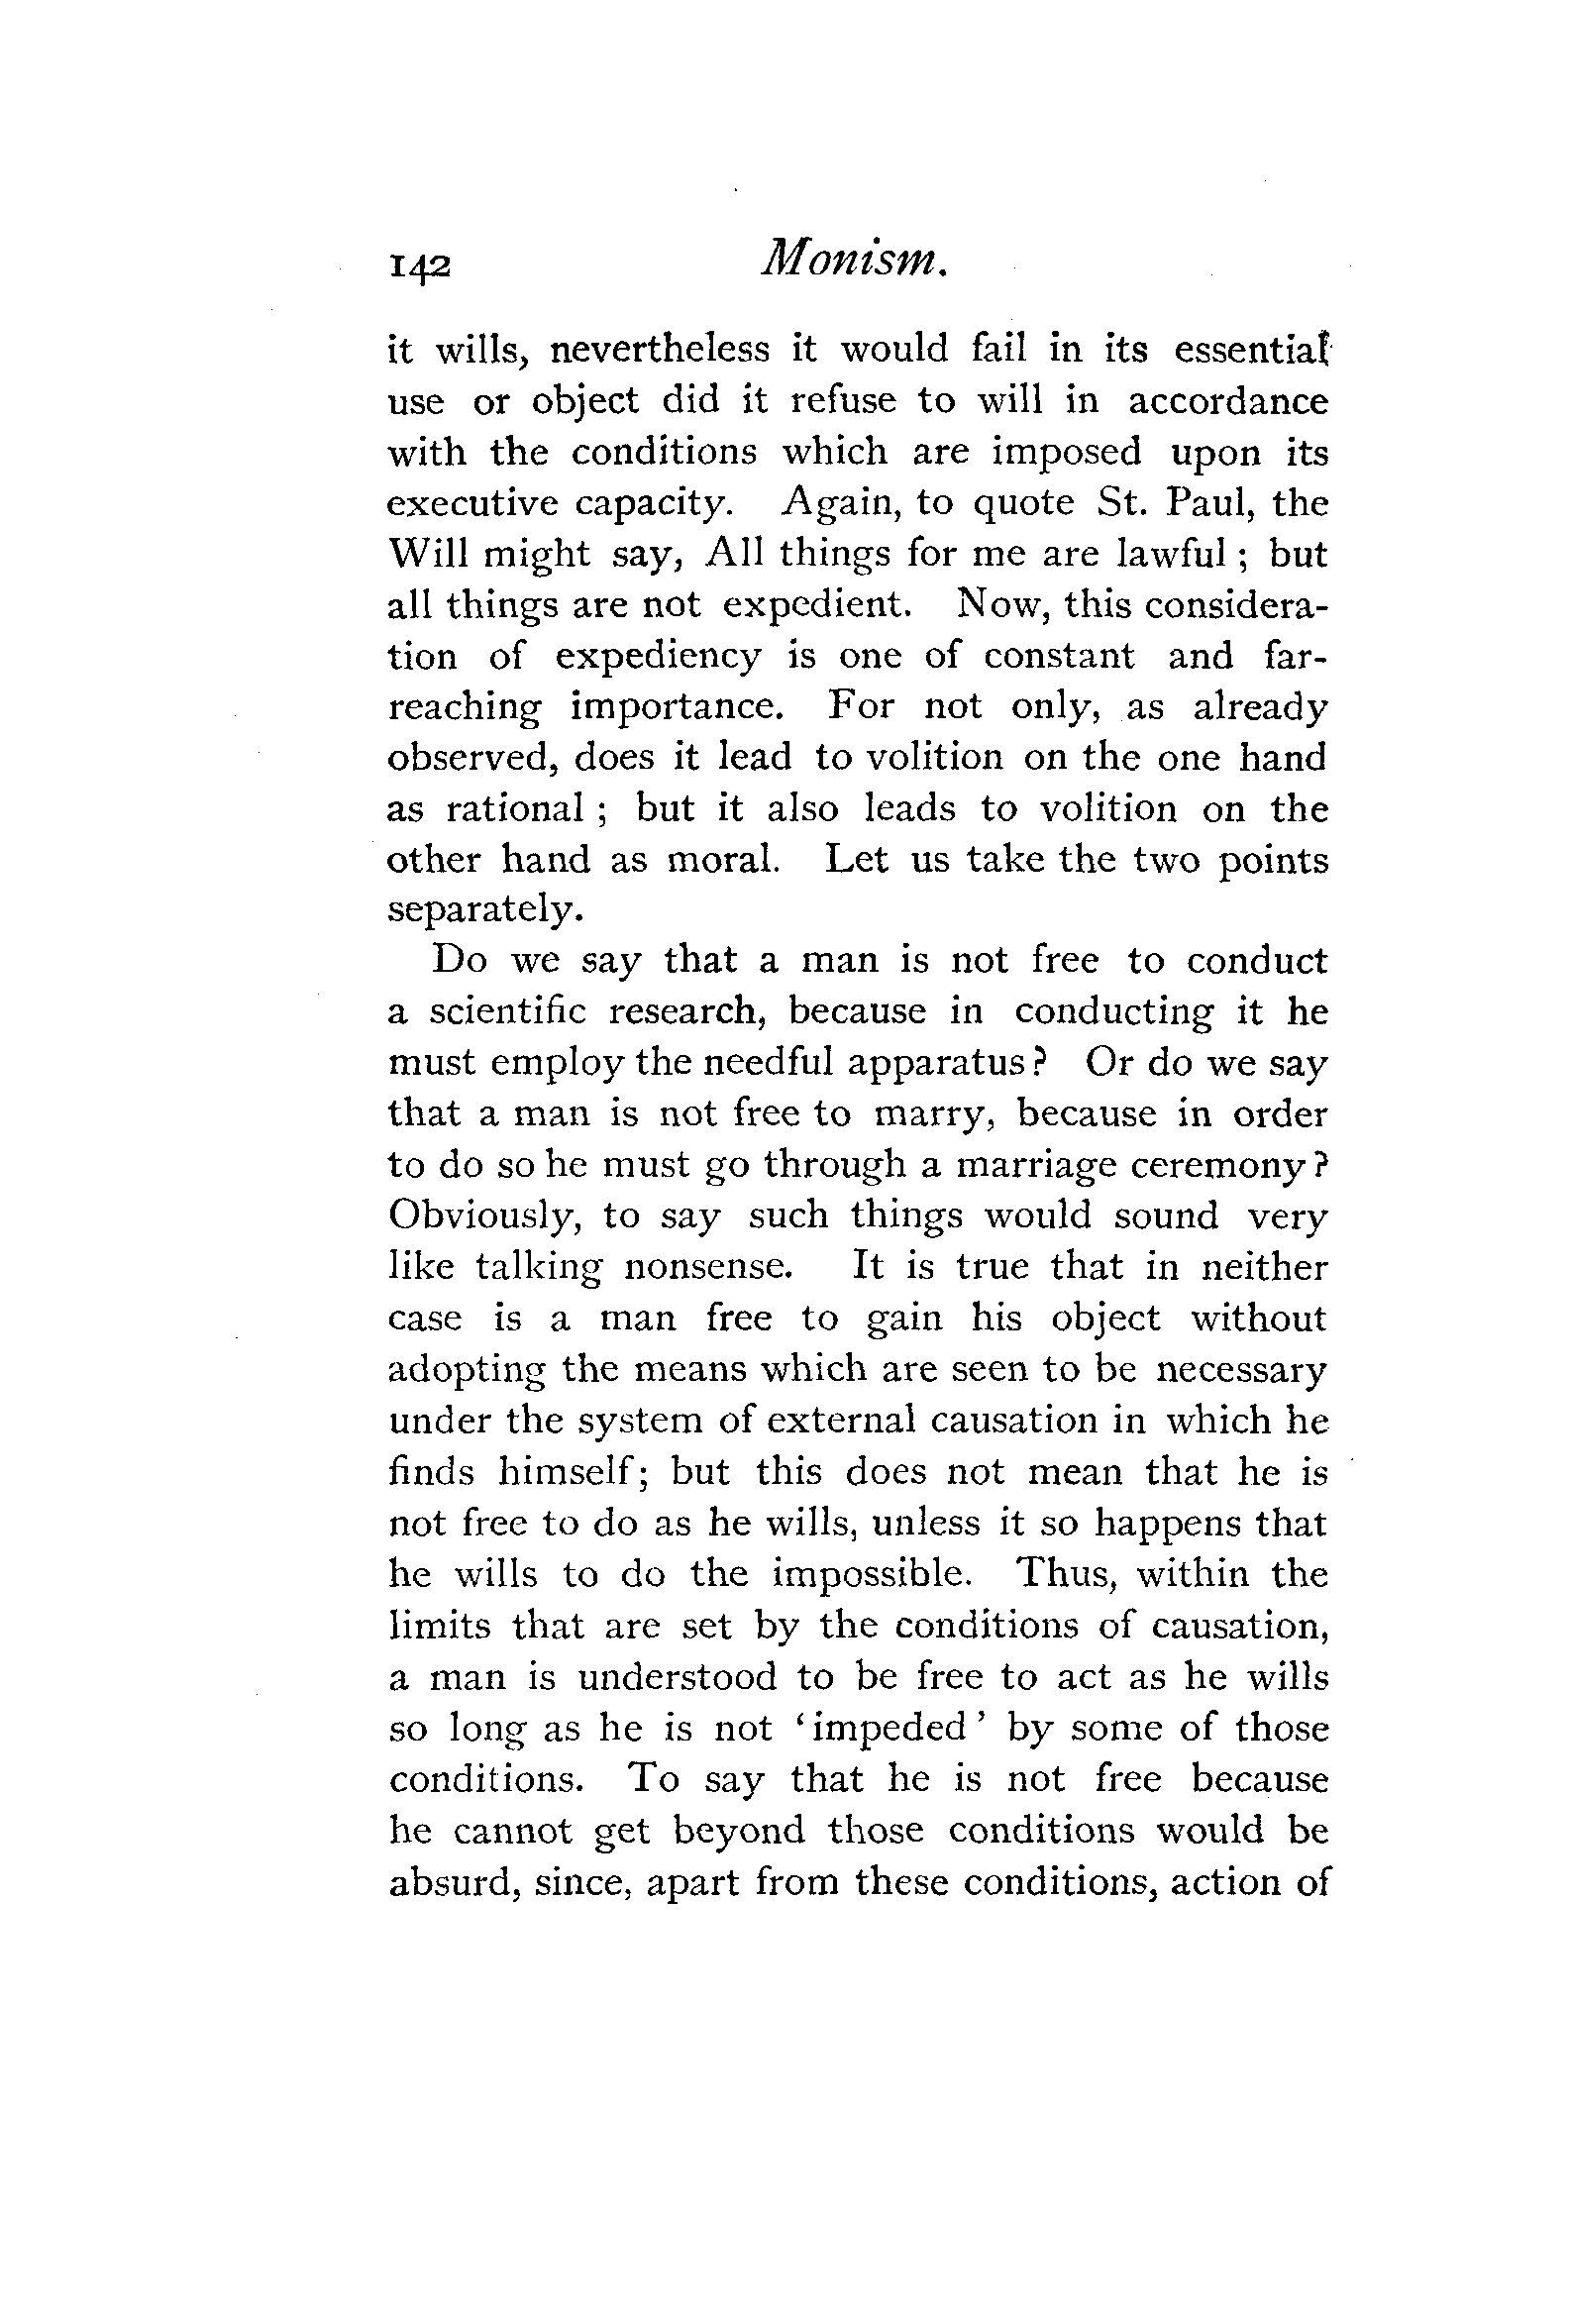 142 Monism.
it wills, nevertheless it would fail in its essential
use or object did it refuse to will in accordance
with the conditions which are imposed upon its
executive capacity. Again, to quote St. Paul, the
Will might say, All things for me are lawful ; but
all things are not expedient. Now, this considera-
tion of expediency is one of constant and far-
reaching importance. For not only, as already
observed, does it lead to volition on the one hand
as rational ; but it also leads to volition on the
other hand as moral. Let us take the two points
separately.
Do we say that a man is not free to conduct
a scientific research, because in conducting it he
must employ the needful apparatus ? Or do we say
that a man is not free to marry, because in order
to do so he must go through a marriage ceremony ?
Obviously, to say such things would sound very
like talking nonsense. It is true that in neither
case is a man free to gain his object without
adopting the means which are seen to be necessary
under the system of external causation in which he
finds himself; but this does not mean that he is
not free to do as he wills, unless it so happens that
he wills to do the impossible. Thus, within the
limits that are set by the conditions of causation,
a man is understood to be free to act as he wills
so long as he is not ‘impeded’ by some of those
conditions. To say that he is not free because
he cannot get beyond those conditions would be
absurd, since, apart from these conditions, action of